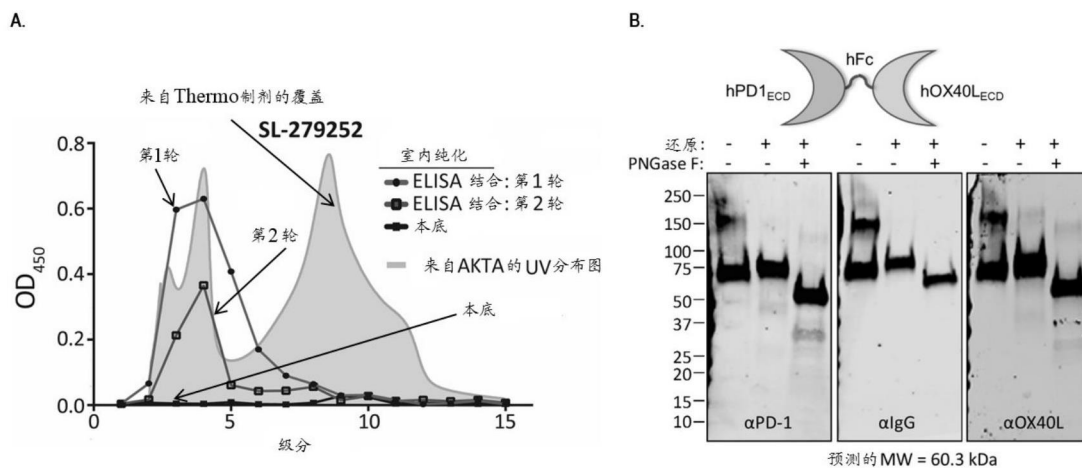 A.
来自Thermo制剂的覆盖
SL-279252
第1轮
室内纯化
ELISA 结合: 第1轮
ELISA 结合: 第2轮
本底
来自AKTA的UV分布图
第2轮
本底
OD450
0.8
0.6
0.4
0.2
0.0
0
5
10
15
级分
B.
hFc
hPD1ECD
hOX40LECD
还原: - + + - + + - + +
PNGase F: - - + - - + - - +
250
150
100
75
50
37
25
20
15
10
αPD-1
αIgG
αOX40L
预测的MW = 60.3 kDa